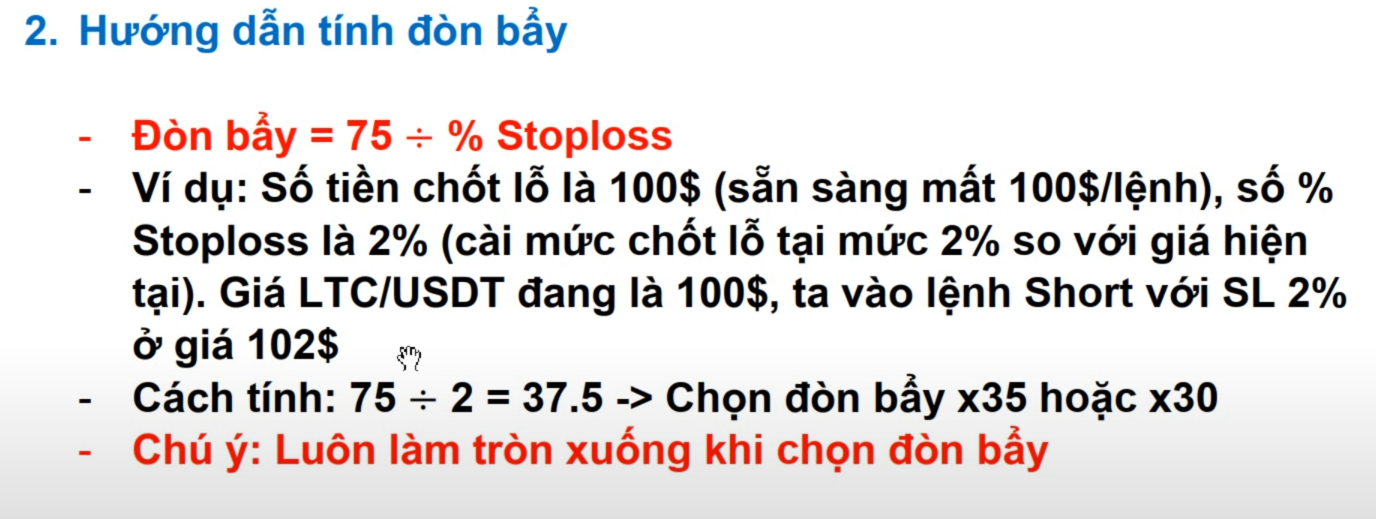 2. Hướng dẫn tính đòn bẩy
- Đòn bẩy = 75 ÷ % Stoploss
- Ví dụ: Số tiền chốt lỗ là 100$ (sẵn sàng mất 100$/lệnh), số %
Stoploss là 2% (cài mức chốt lỗ tại mức 2% so với giá hiện
tại). Giá LTC/USDT đang là 100$, ta vào lệnh Short với SL 2%
ở giá 102$
- Cách tính: 75 ÷ 2 = 37.5 -> Chọn đòn bẩy x35 hoặc x30
- Chú ý: Luôn làm tròn xuống khi chọn đòn bẩy